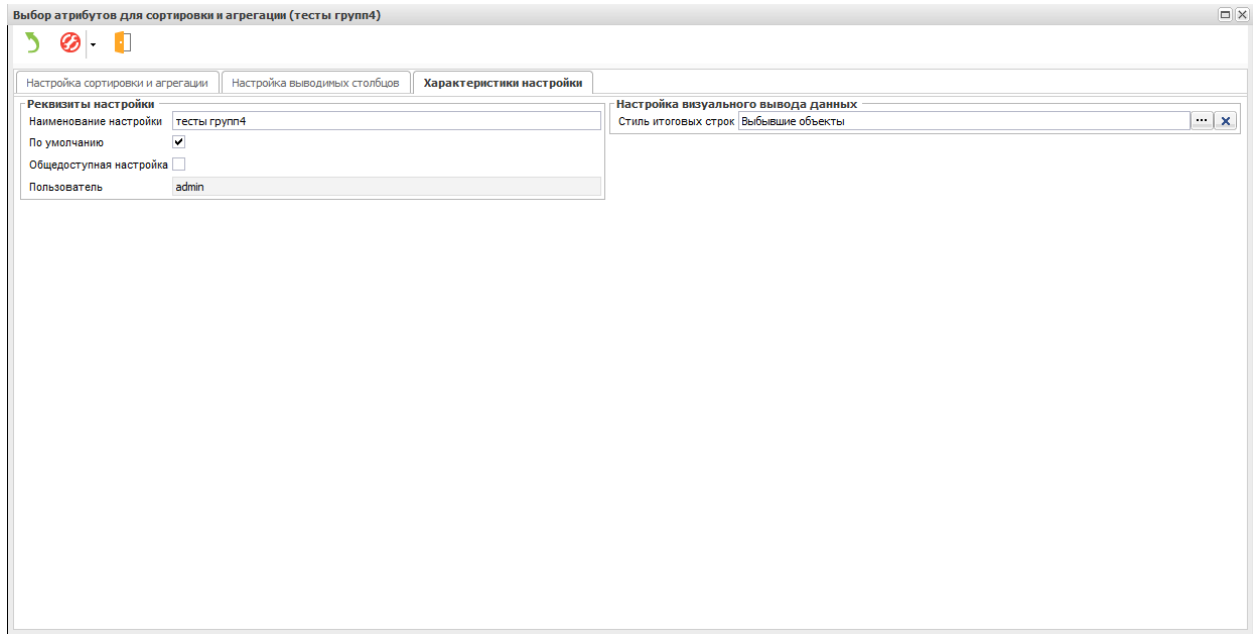 Выбор атрибутов для сортировки и агрегации (тесты групп4)
Настройка сортировки и агрегации
Настройка выводимых столбцов
Характеристики настройки
Реквизиты настройки
Наименование настройки тесты групп4
По умолчанию
Общедоступная настройка
Пользователь admin
Настройка визуального вывода данных
Стиль итоговых строк Выбывшие объекты ...